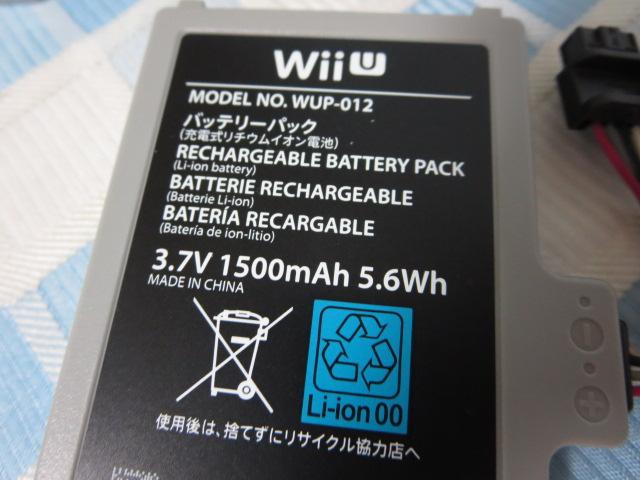 Wii U
MODEL NO. WUP-012
バッテリーパック
(充電式リチウムイオン電池)
RECHARGEABLE BATTERY PACK
(Li-ion battery)
BATTERIE RECHARGEABLE
(Batterie Li-ion)
BATERÍA RECARGABLE
(Batería de ion-litio)
3.7V 1500mAh 5.6Wh
MADE IN CHINA
Li-ion 00
使用後は、捨てずにリサイクル協力店へ